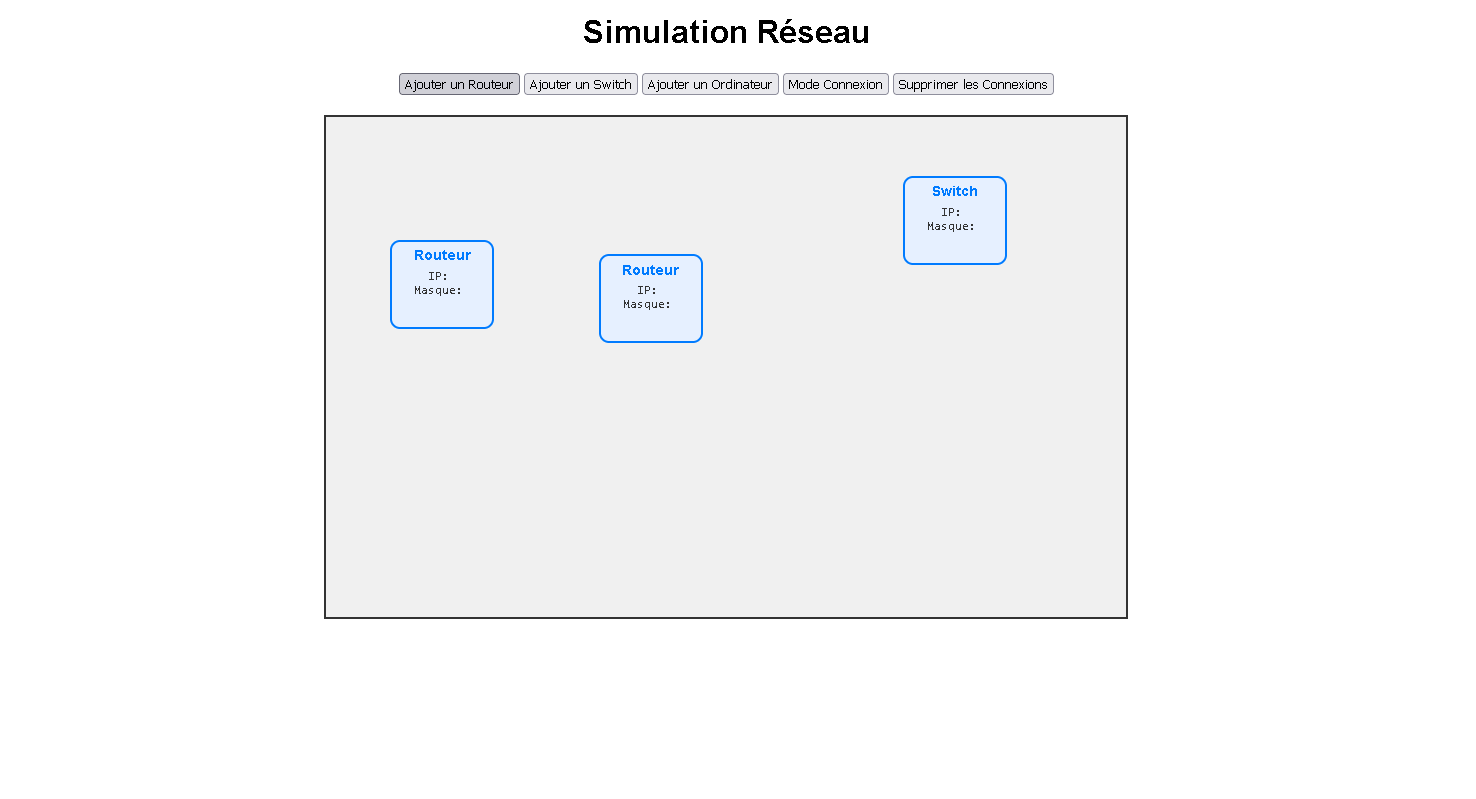 Simulation Réseau
Ajouter un Routeur Ajouter un Switch Ajouter un Ordinateur Mode Connexion Supprimer les Connexions
Switch
IP:
Masque:
Routeur
IP:
Masque:
Routeur
IP:
Masque: